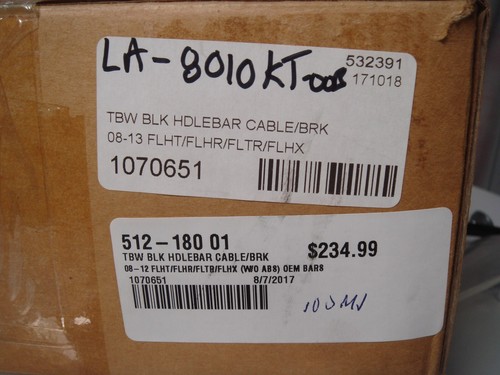 LA-8010KT-00B
532391
171018
TBW BLK HDLEBAR CABLE/BRK
08-13 FLHT/FLHR/FLTR/FLHX
1070651
512-180 01
$234.99
TBW BLK HDLEBAR CABLE/BRK
08-12 FLHT/FLHR/FLTR/FLHX (W/O ABS) OEM BARS
1070651
8/7/2017